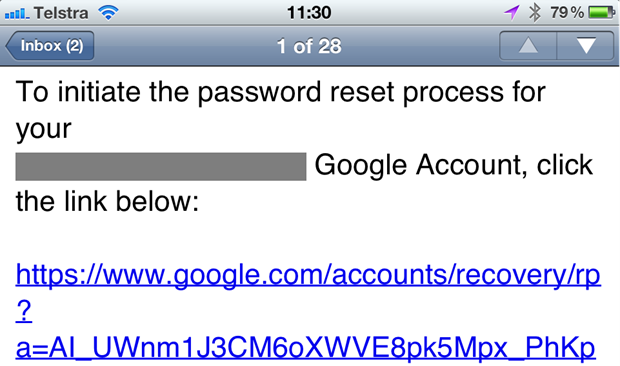 Telstra 11:30 79%
Inbox (2) 1 of 28
To initiate the password reset process for
your
Google Account, click
the link below:
https://www.google.com/accounts/recovery/rp
?
a=AI_UWnm1J3CM6oXWVE8pk5Mpx_PhKp